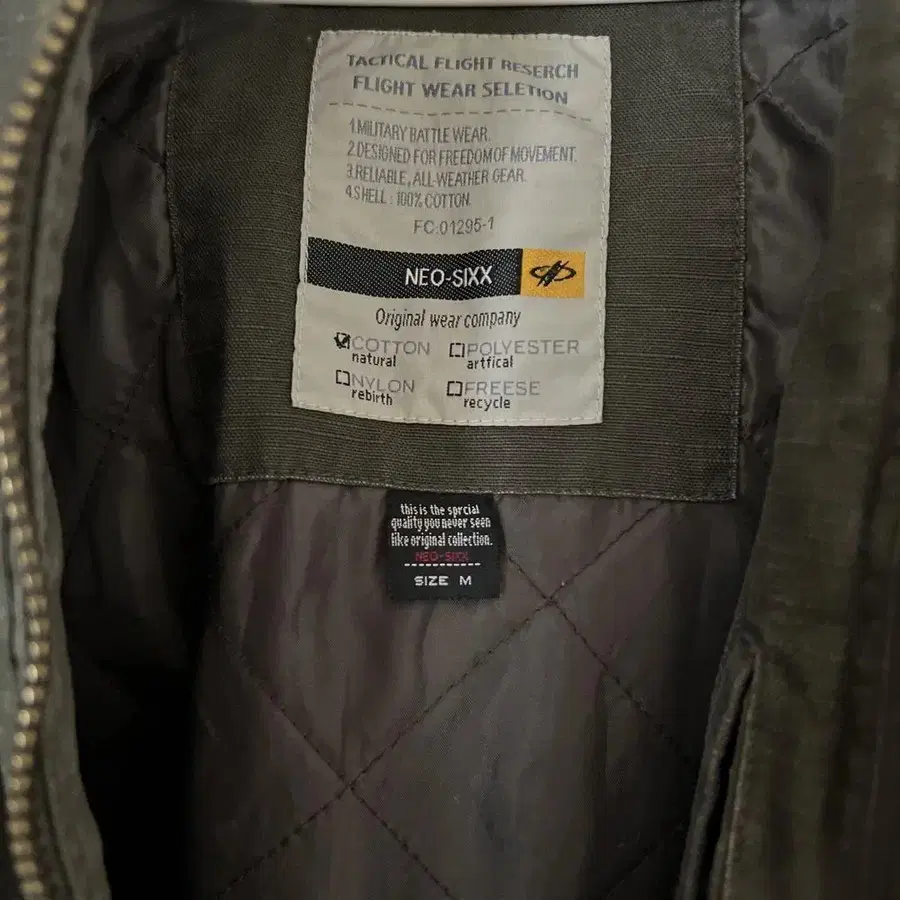 TACTICAL FLIGHT RESERCH
FLIGHT WEAR SELETION
1.MILITARY BATTLE WEAR.
2.DESIGNED FOR FREEDOM OF MOVEMENT.
3.RELIABLE, ALL-WEATHER GEAR.
4.SHELL : 100% COTTON.
FC.01295-1
NEO-SIXX
Original wear company
COTTON POLYESTER
natural artfical
NYLON FREESE
rebirth recycle
this is the sprcial
quality you never seen
like original collection.
NEO-SIXX
SIZE M